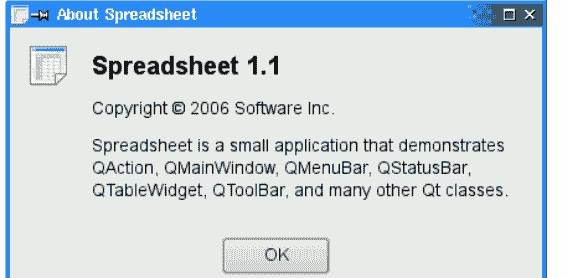 About Spreadsheet
Spreadsheet 1.1
Copyright © 2006 Software Inc.
Spreadsheet is a small application that demonstrates
QAction, QMainWindow, QMenuBar, QStatusBar,
QTableWidget, QToolBar, and many other Qt classes.
OK